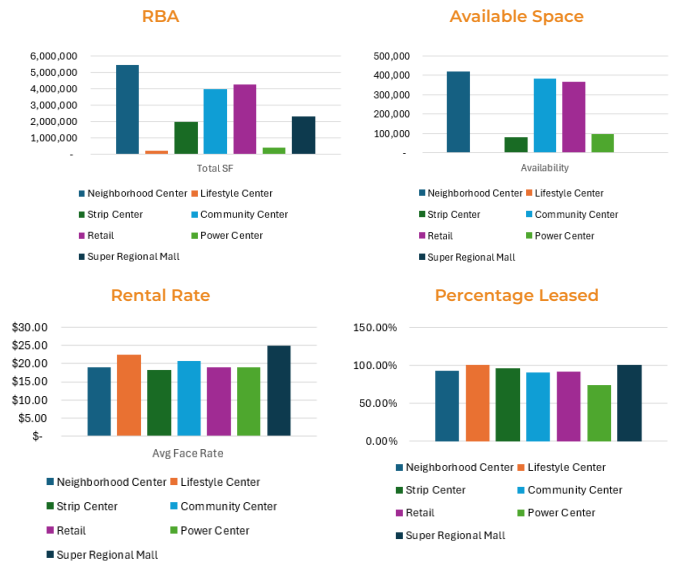 RBA
6,000,000
5,000,000
4,000,000
3,000,000
2,000,000
1,000,000
-
Total SF
Neighborhood Center Lifestyle Center
Strip Center Community Center
Retail Power Center
Super Regional Mall
Available Space
500,000
400,000
300,000
200,000
100,000
-
Availability
Neighborhood Center Lifestyle Center
Strip Center Community Center
Retail Power Center
Super Regional Mall
Rental Rate
$30.00
$25.00
$20.00
$15.00
$10.00
$5.00
$-
Avg Face Rate
Neighborhood Center Lifestyle Center
Strip Center Community Center
Retail Power Center
Super Regional Mall
Percentage Leased
150.00%
100.00%
50.00%
0.00%
Neighborhood Center Lifestyle Center
Strip Center Community Center
Retail Power Center
Super Regional Mall